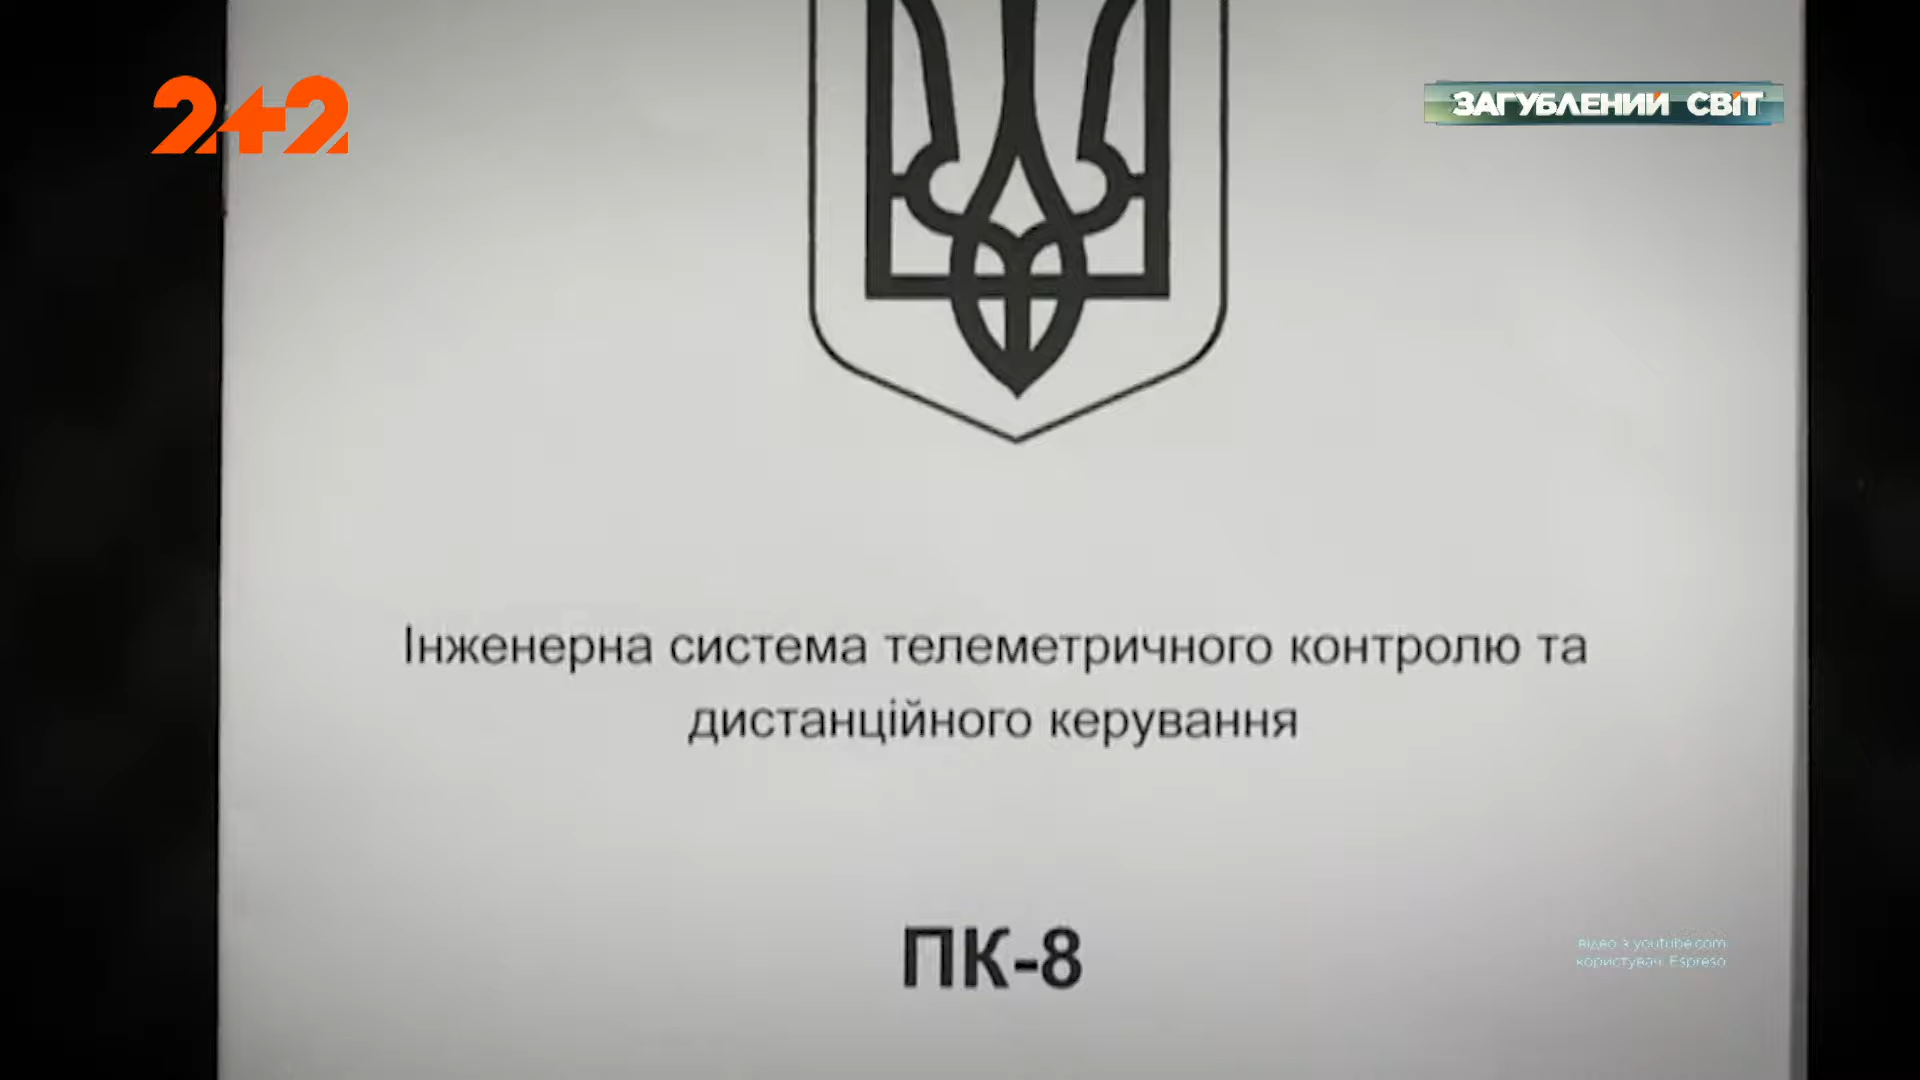 2+2
ЗАГУБЛЕНИЙ СВІТ
Інженерна система телеметричного контролю та
дистанційного керування
ПК-8
відео з youtube.com
користувач: Espreso